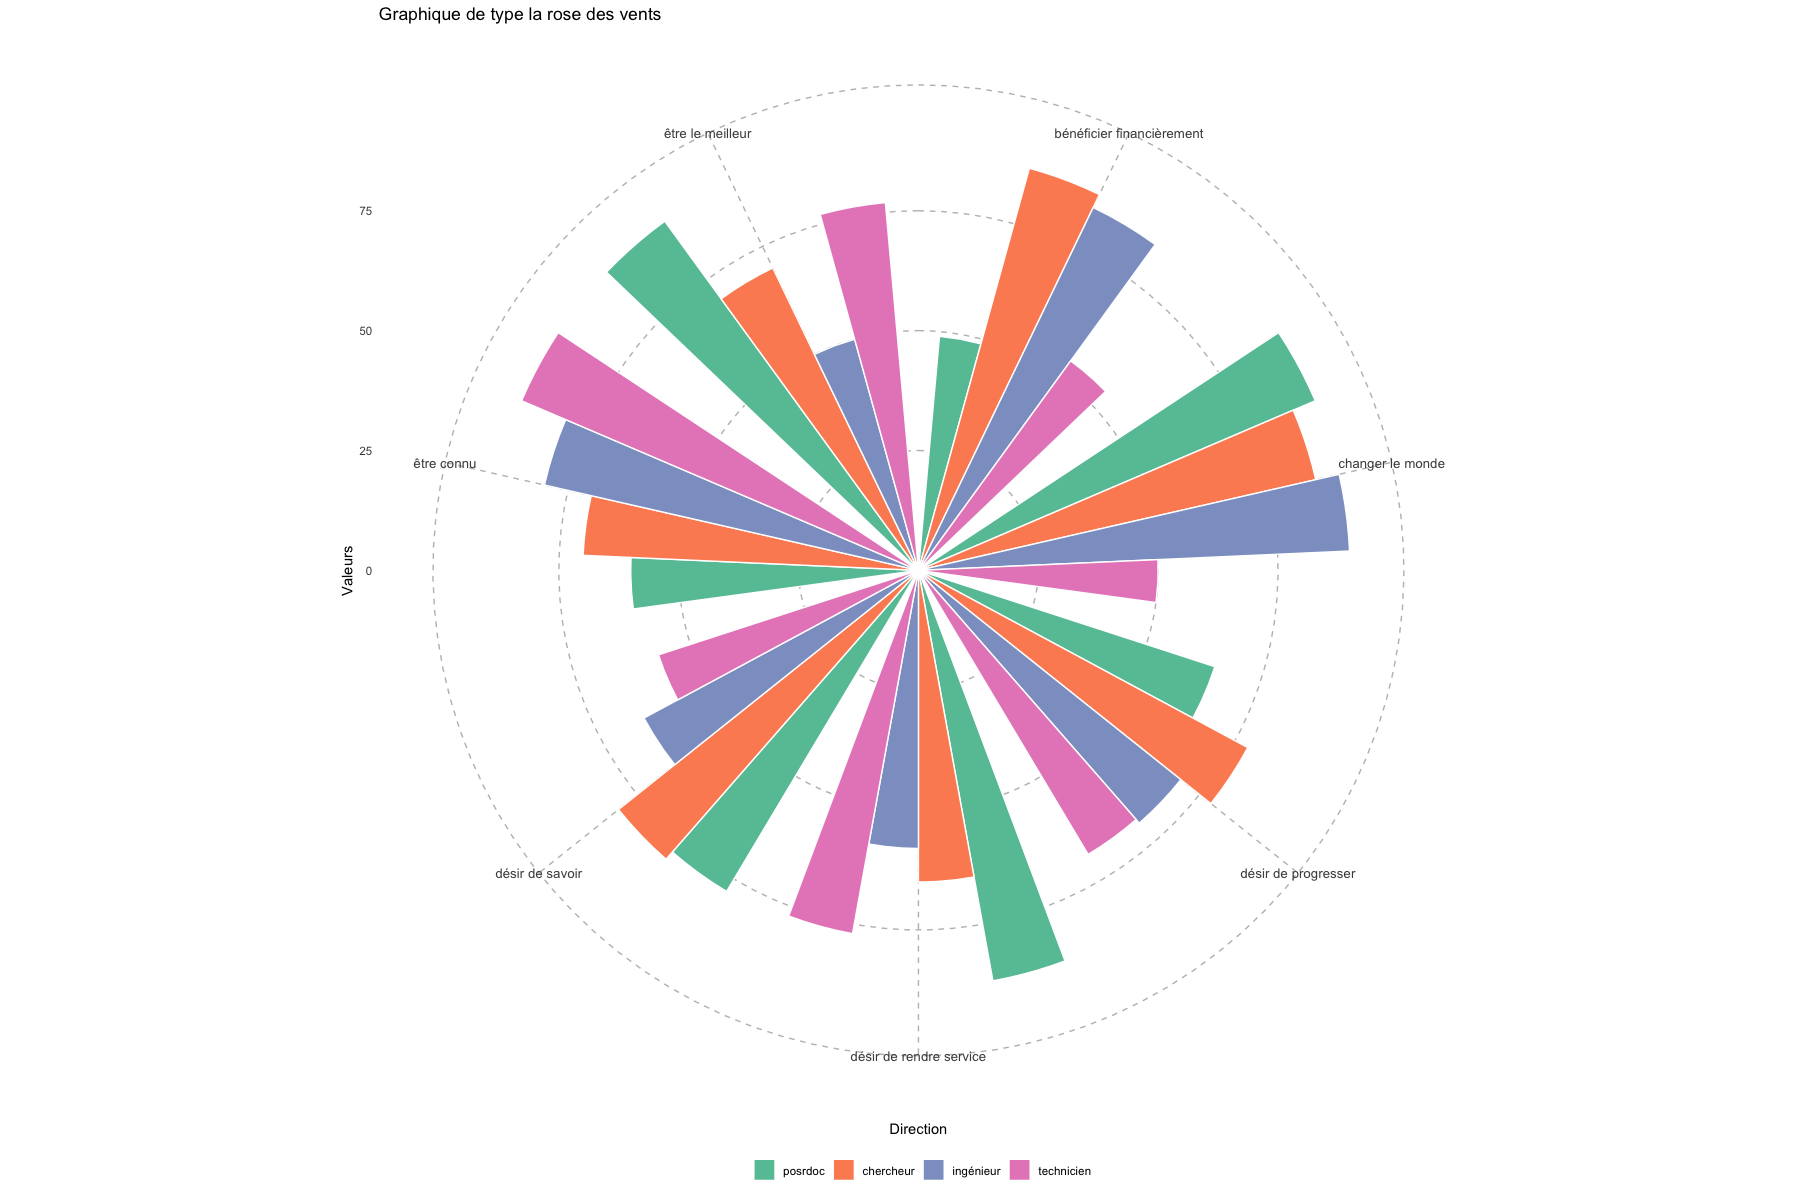 Graphique de type la rose des vents
être le meilleur
bénéficier financièrement
75
50
25
être connu
changer le monde
Valeurs
0
désir de savoir
désir de progresser
désir de rendre service
Direction
posrdoc
chercheur
ingénieur
technicien